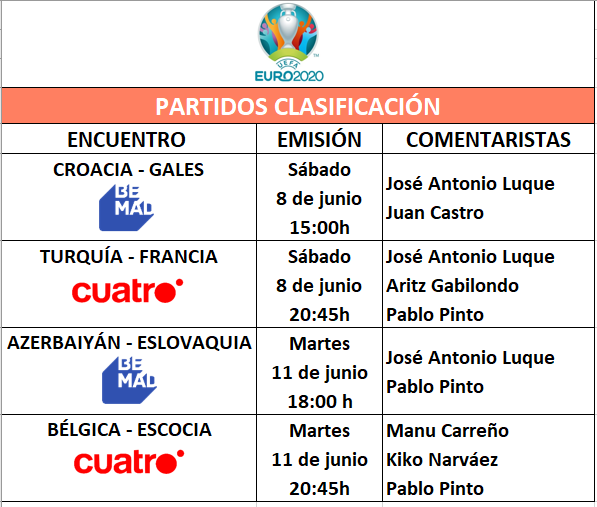 UEFA
EURO2020
PARTIDOS CLASIFICACIÓN
ENCUENTRO EMISIÓN COMENTARISTAS
CROACIA - GALES
BE
MAD
Sábado
8 de junio
15:00h
José Antonio Luque
Juan Castro
TURQUÍA - FRANCIA
cuatro
Sábado
8 de junio
20:45h
José Antonio Luque
Aritz Gabilondo
Pablo Pinto
AZERBAIYÁN - ESLOVAQUIA
BE
MAD
Martes
11 de junio
18:00 h
José Antonio Luque
Pablo Pinto
BÉLGICA - ESCOCIA
cuatro
Martes
11 de junio
20:45h
Manu Carreño
Kiko Narváez
Pablo Pinto